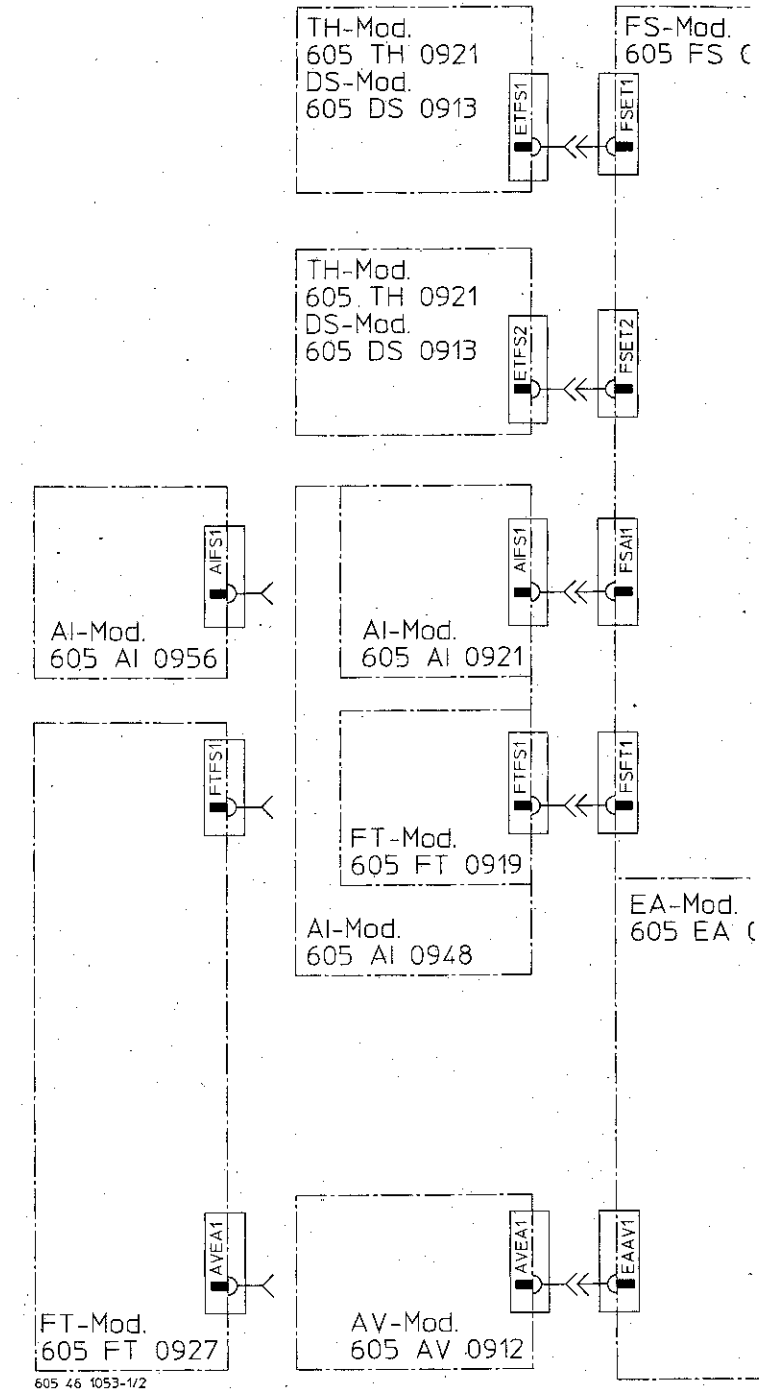 TH-Mod.
605 TH 0921
DS-Mod.
605 DS 0913
ETFS1
FSET1
FS-Mod.
605 FS
TH-Mod.
605 TH 0921
DS-Mod.
605 DS 0913
ETFS2
FSET2
AIFS1
AI-Mod.
605 AI 0956
AIFS1
FSAI1
AI-Mod.
605 AI 0921
FTFS1
FTFS1
FSFT1
FT-Mod.
605 FT 0919
AI-Mod.
605 AI 0948
EA-Mod.
605 EA
AVEA1
AVEA1
EAAV1
FT-Mod.
605 FT 0927
AV-Mod.
605 AV 0912
605 46 1053-1/2